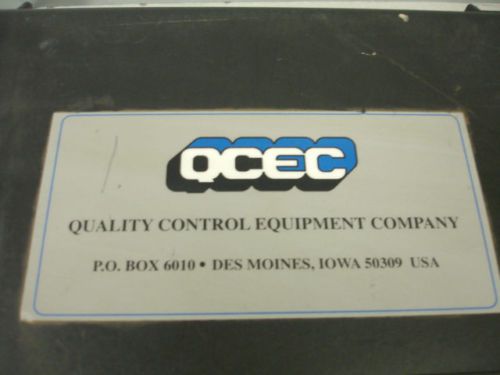 QCEC
QUALITY CONTROL EQUIPMENT COMPANY
P.O. BOX 6010 • DES MOINES, IOWA 50309 USA